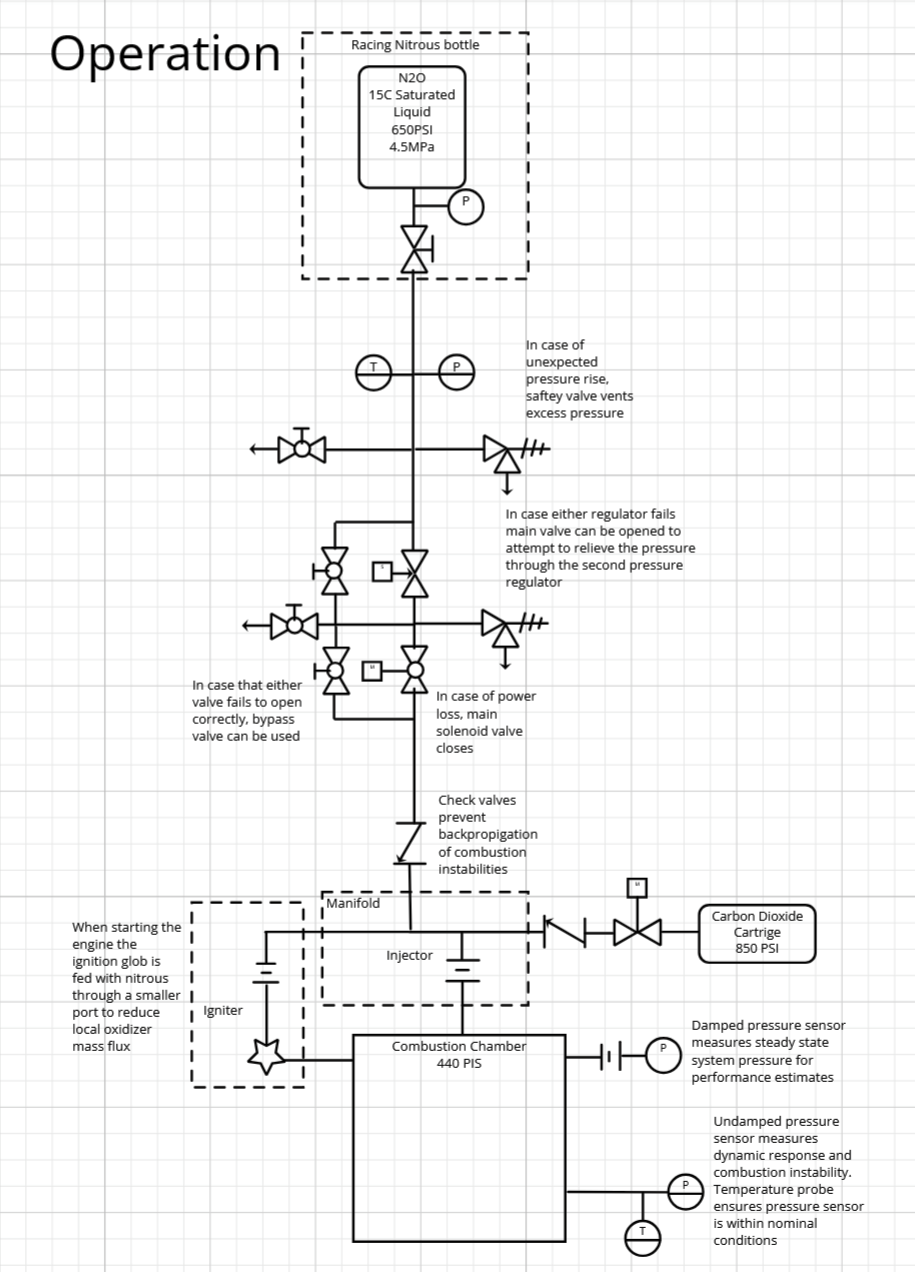 Operation
Racing Nitrous bottle
N2O
15C Saturated
Liquid
650PSI
4.5MPa
P
T
P
In case of
unexpected
pressure rise,
saftey valve vents
excess pressure
In case either regulator fails
main valve can be opened to
attempt to relieve the pressure
through the second pressure
regulator
In case that either
valve fails to open
correctly, bypass
valve can be used
In case of power
loss, main
solenoid valve
closes
Check valves
prevent
backpropigation
of combustion
instabilities
Manifold
Injector
Carbon Dioxide
Cartrige
850 PSI
When starting the
engine the
ignition glob is
fed with nitrous
through a smaller
port to reduce
local oxidizer
mass flux
Igniter
Combustion Chamber
440 PIS
P
Damped pressure sensor
measures steady state
system pressure for
performance estimates
P
T
Undamped pressure
sensor measures
dynamic response and
combustion instability.
Temperature probe
ensures pressure sensor
is within nominal
conditions